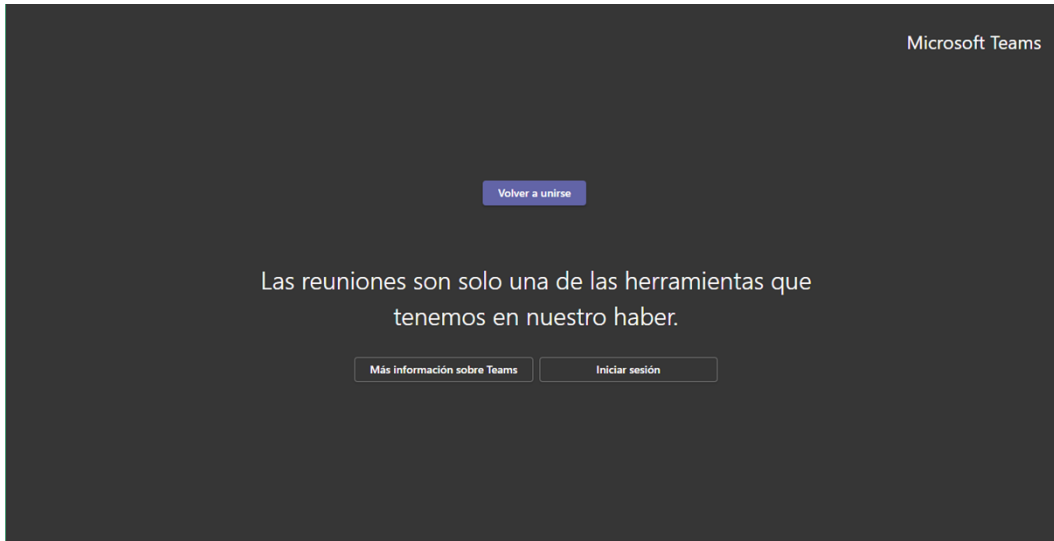 Microsoft Teams
Volver a unirse
Las reuniones son solo una de las herramientas que
tenemos en nuestro haber.
Más información sobre Teams
Iniciar sesión